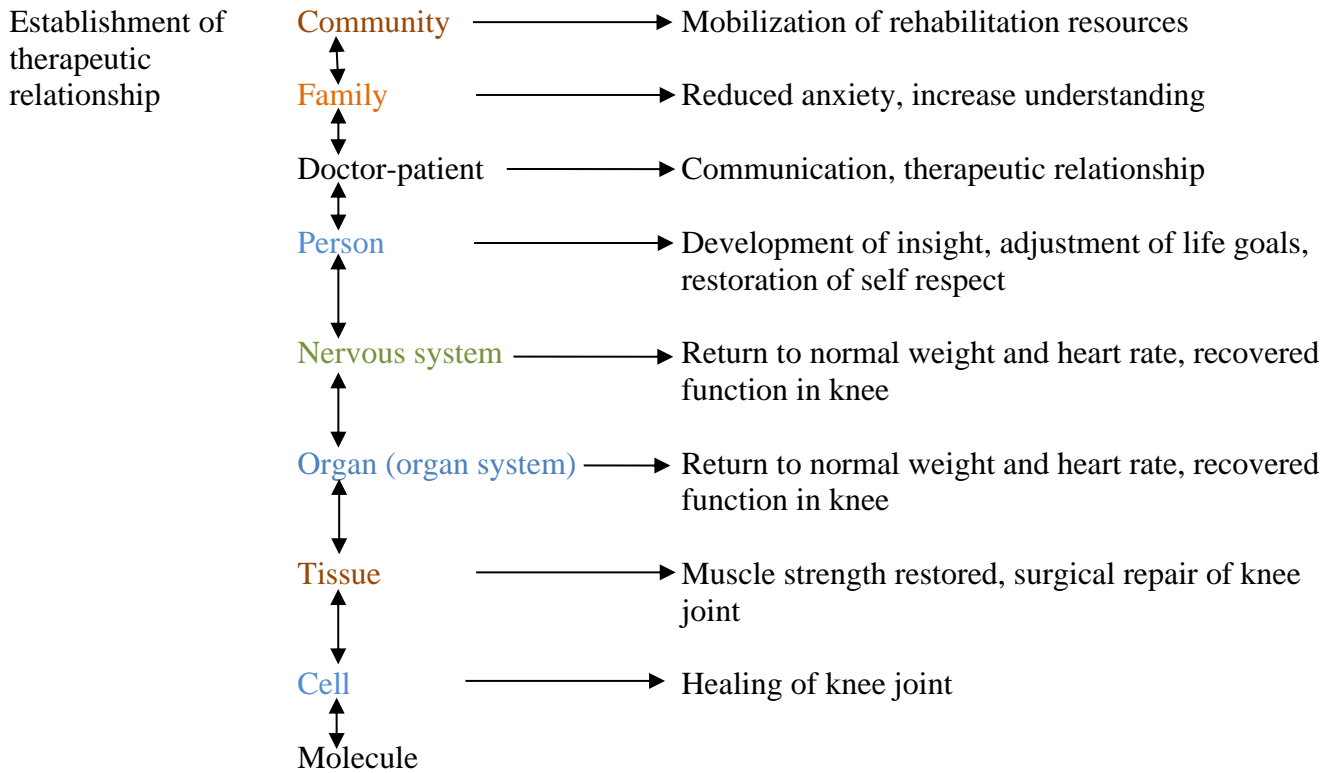 Establishment of
therapeutic
relationship
Community
Mobilization of rehabilitation resources
Family
Reduced anxiety, increase understanding
Doctor-patient
Communication, therapeutic relationship
Person
Development of insight, adjustment of life goals,
restoration of self respect
Nervous system
Return to normal weight and heart rate, recovered
function in knee
Organ (organ system)
Return to normal weight and heart rate, recovered
function in knee
Tissue
Muscle strength restored, surgical repair of knee
joint
Cell
Healing of knee joint
Molecule